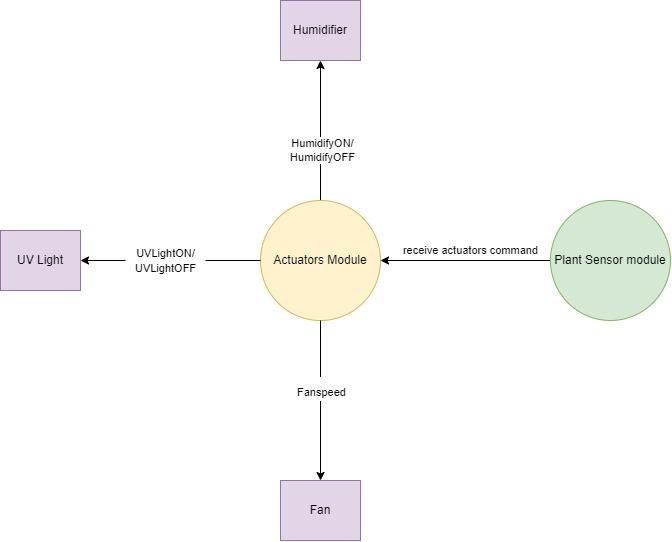 Humidifier
HumidifyON/
HumidifyOFF
UV Light
UVLightON/
UVLightOFF
Actuators Module
receive actuators command
Plant Sensor module
Fanspeed
Fan